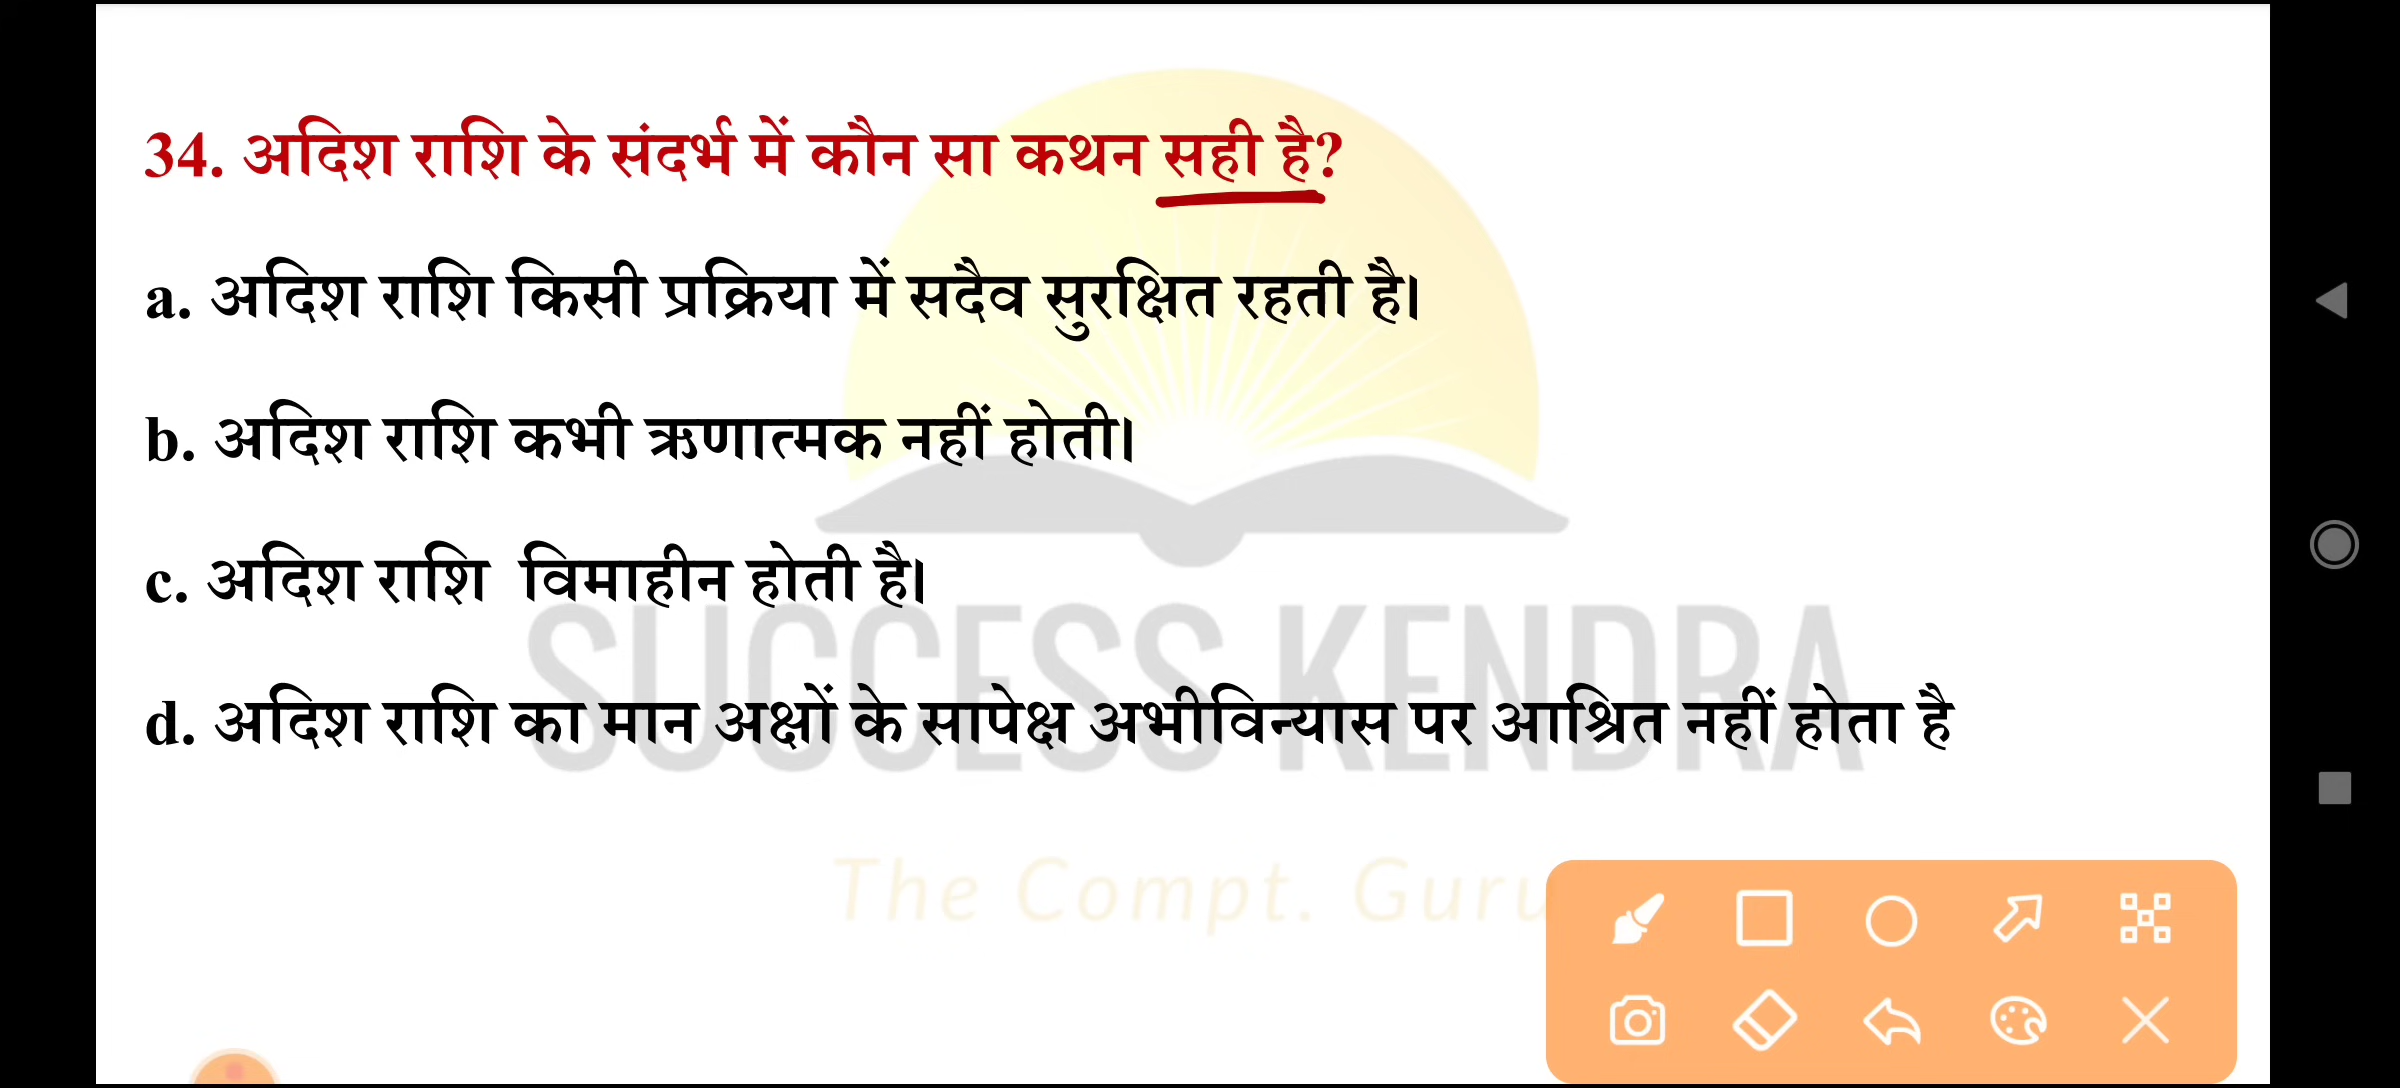 34. अदिश राशि के संदर्भ में कौन सा कथन सही है?
a. अदिश राशि किसी प्रक्रिया में सदैव सुरक्षित रहती है।
b. अदिश राशि कभी ऋणात्मक नहीं होती।
c. अदिश राशि विमाहीन होती है।
d. अदिश राशि का मान अक्षों के सापेक्ष अभीविन्यास पर आश्रित नहीं होता है
SUCCESS KENDRA
The Compt. Guru